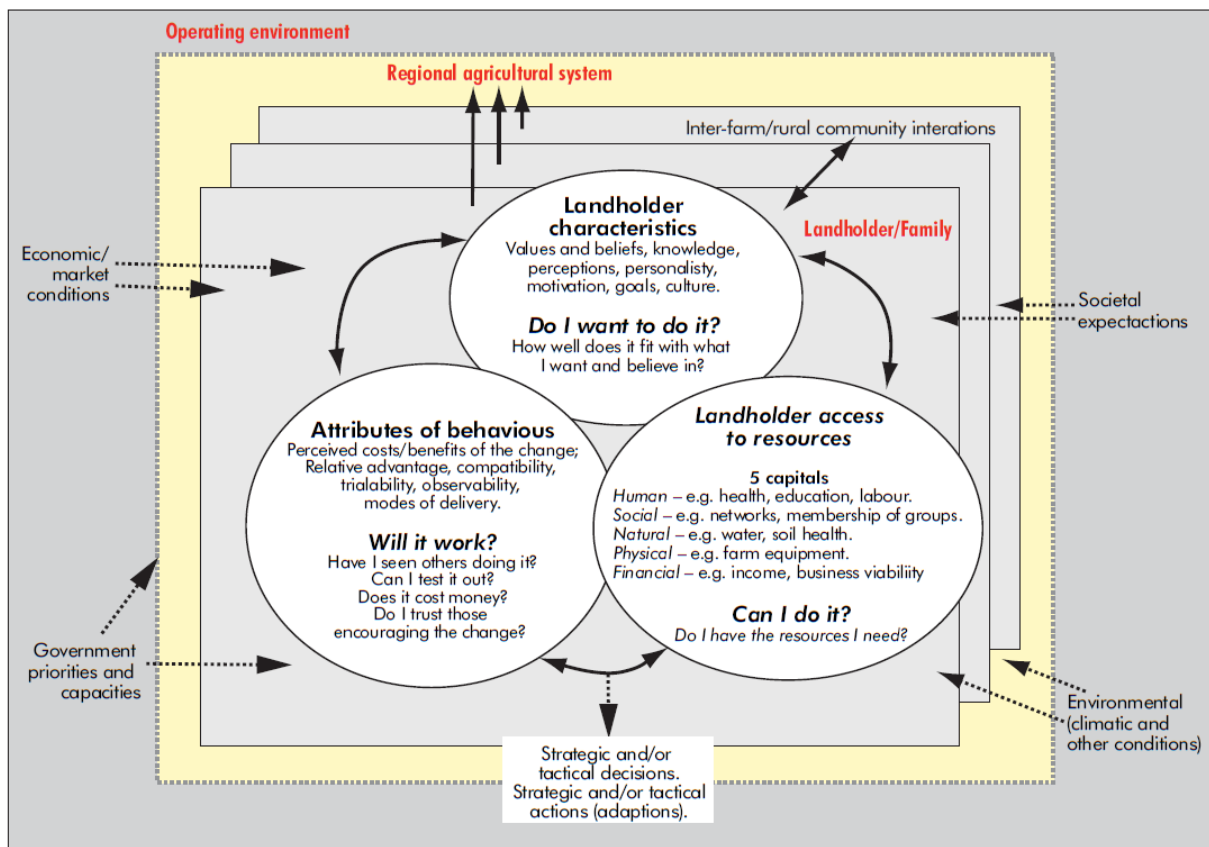 Operating environment
Regional agricultural system
Inter-farm/rural community interations
Landholder
characteristics
Values and beliefs, knowledge,
perceptions, personalisty,
motivation, goals, culture.
Do I want to do it?
How well does it fit with what
I want and believe in?
Landholder/Family
Economic/
market
conditions
Societal
expectactions
Attributes of behavious
Perceived costs/benefits of the change;
Relative advantage, compatibility,
trialability, observability,
modes of delivery.
Will it work?
Have I seen others doing it?
Can I test it out?
Does it cost money?
Do I trust those
encouraging the change?
Landholder access
to resources
5 capitals
Human – e.g. health, education, labour.
Social – e.g. networks, membership of groups.
Natural – e.g. water, soil health.
Physical – e.g. farm equipment.
Financial – e.g. income, business viability
Can I do it?
Do I have the resources I need?
Government
priorities and
capacities
Environmental
(climatic and
other conditions)
Strategic and/or
tactical decisions.
Strategic and/or tactical
actions (adaptions).